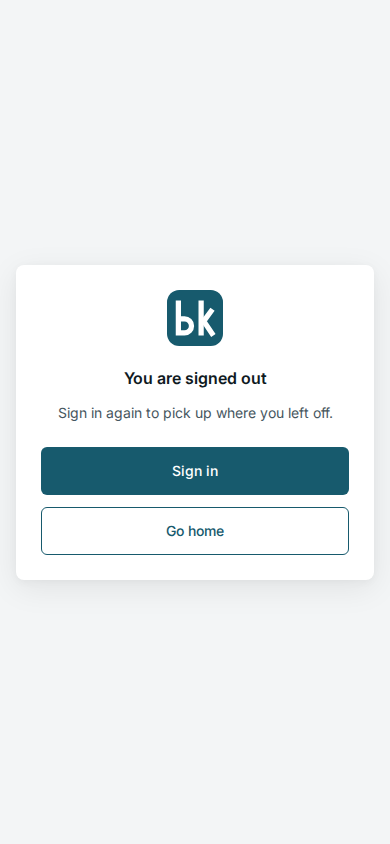 bk
You are signed out
Sign in again to pick up where you left off.
Sign in
Go home